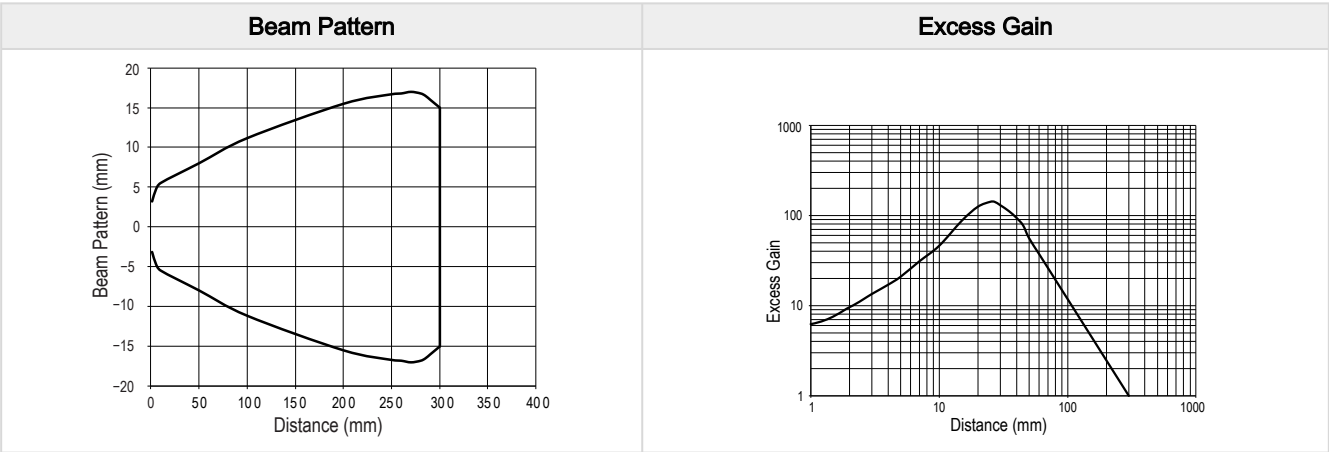 Beam Pattern
Excess Gain
20
15
10
5
0
−5
−10
−15
−20
Beam Pattern (mm)
0 50 100 150 200 250 300 350 400
Distance (mm)
1000
100
10
1
Excess Gain
1 10 100 1000
Distance (mm)